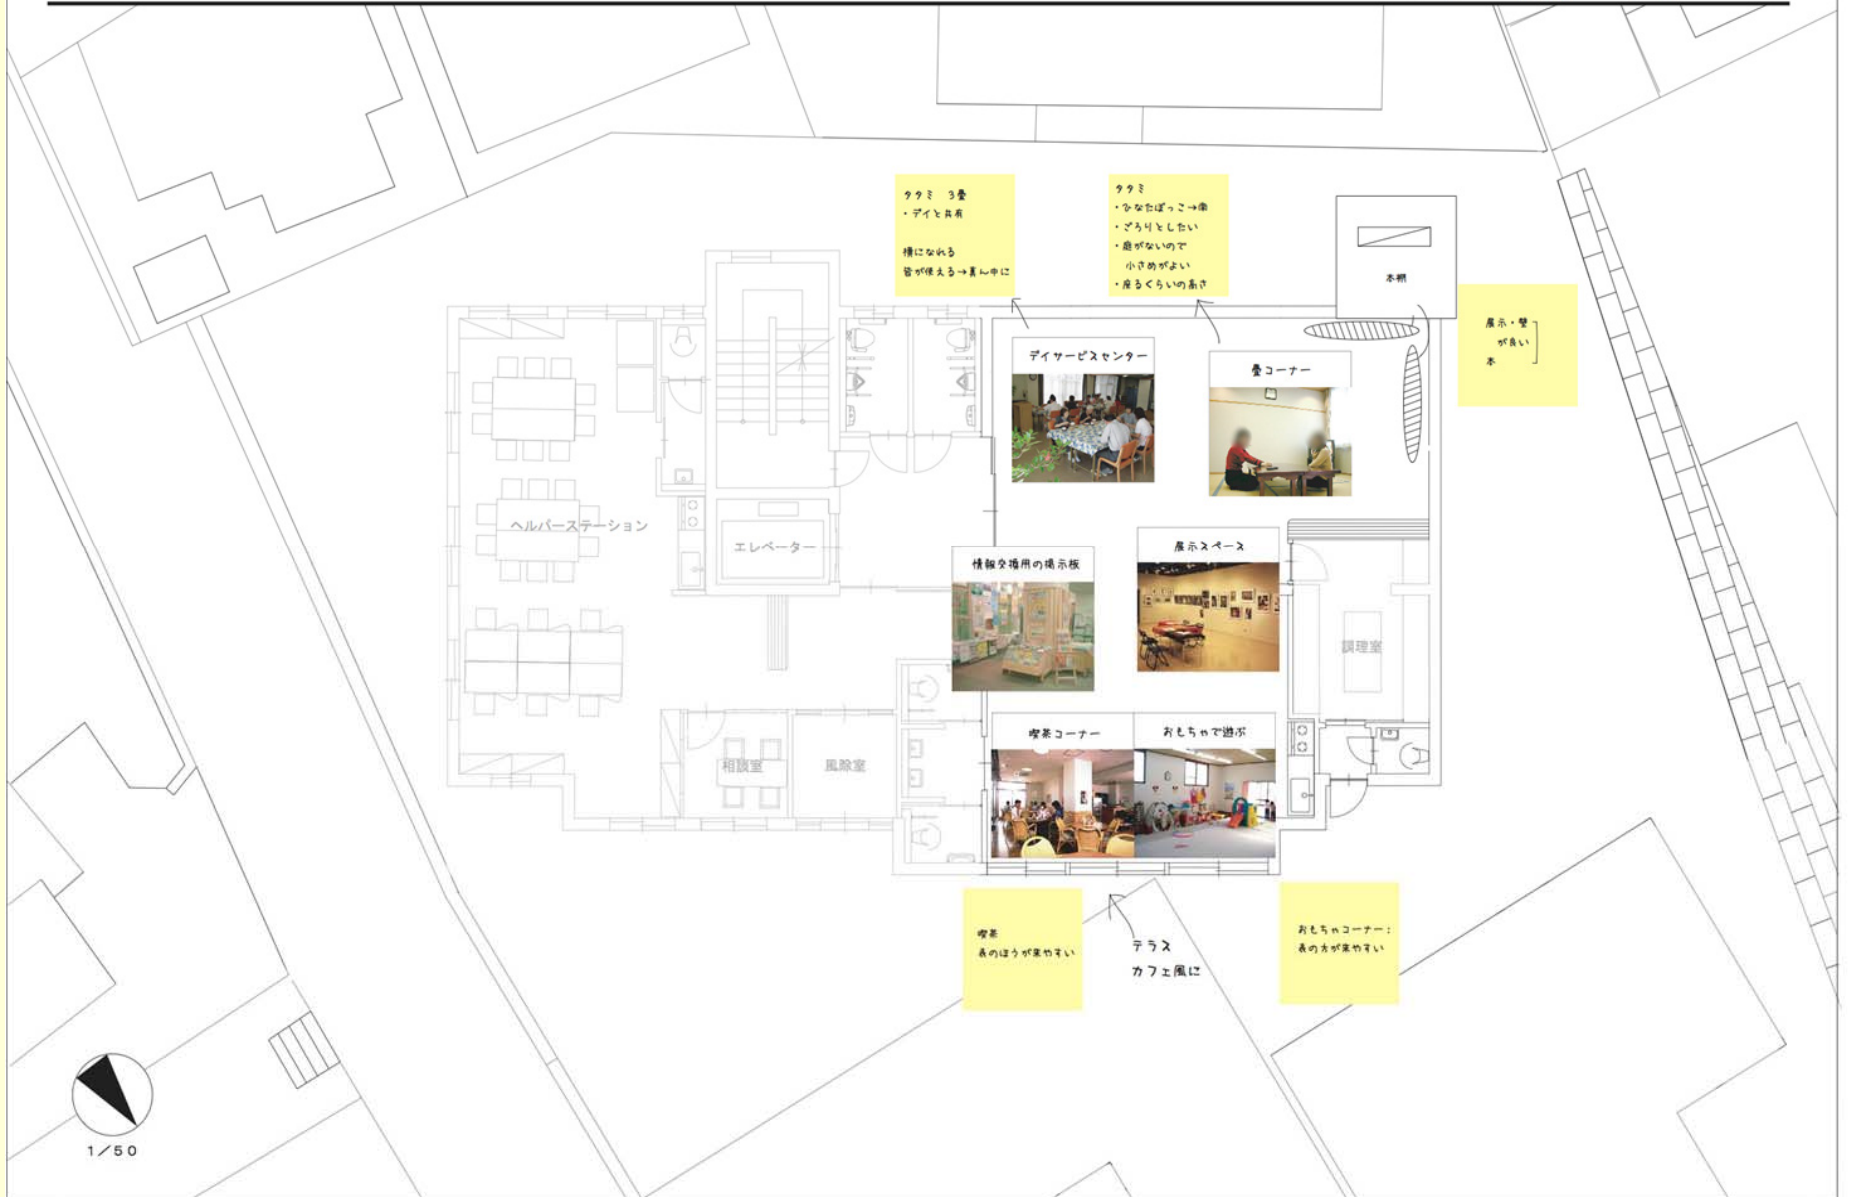 タタミ　3畳
・デイと共有
横になれる
皆が使える→真ん中に
タタミ
・ひなたぼっこ→南
・ごろりとしたい
・庭がないので
小さめがよい
・座るくらいの高さ
本棚
展示・壁
が良い
本
デイサービスセンター
畳コーナー
ヘルパーステーション
エレベーター
情報交換用の掲示板
展示スペース
調理室
喫茶コーナー
おもちゃで遊ぶ
相談室
風除室
喫茶
表のほうが来やすい
テラス
カフェ風に
おもちゃコーナー：
表の方が来やすい
1／50